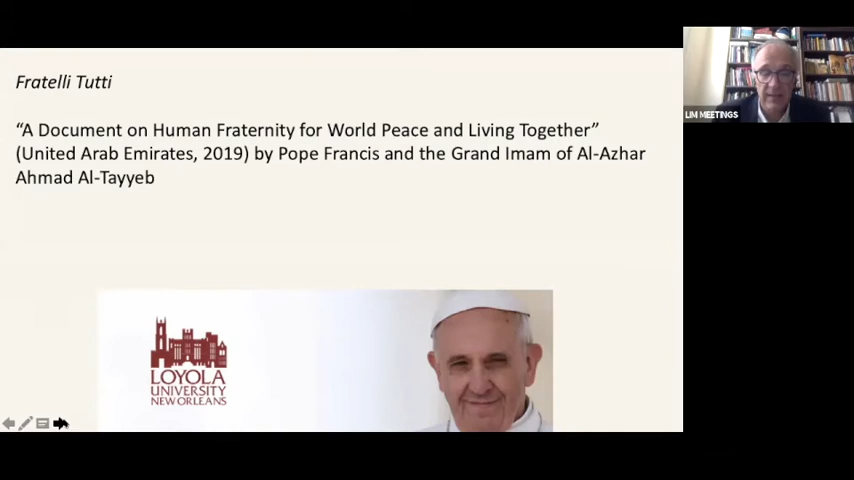 Fratelli Tutti
“A Document on Human Fraternity for World Peace and Living Together”
(United Arab Emirates, 2019) by Pope Francis and the Grand Imam of Al-Azhar
Ahmad Al-Tayyeb
LOYOLA
UNIVERSITY
NEW ORLEANS
LIM MEETINGS